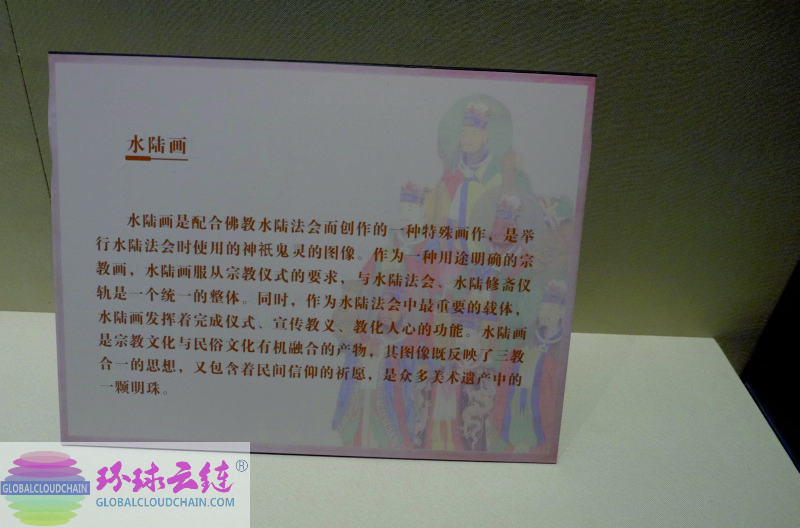 水陆画
水陆画是配合佛教水陆法会而创作的一种特殊画作，是举
行水陆法会时使用的神祇鬼灵的图像。作为一种用途明确的宗
教画，水陆画服从宗教仪式的要求，与水陆法会、水陆修斋仪
轨是一个统一的整体。同时，作为水陆法会中最重要的载体，
水陆画发挥着完成仪式、宣传教义、教化人心的功能。水陆画
是宗教文化与民俗文化有机融合的产物，其图像既反映了三教
合一的思想，又包含着民间信仰的祈愿，是众多美术遗产中的
一颗明珠。
GLOBALCLOUDCHAIN
环球云链®
GLOBALCLOUDCHAIN.COM